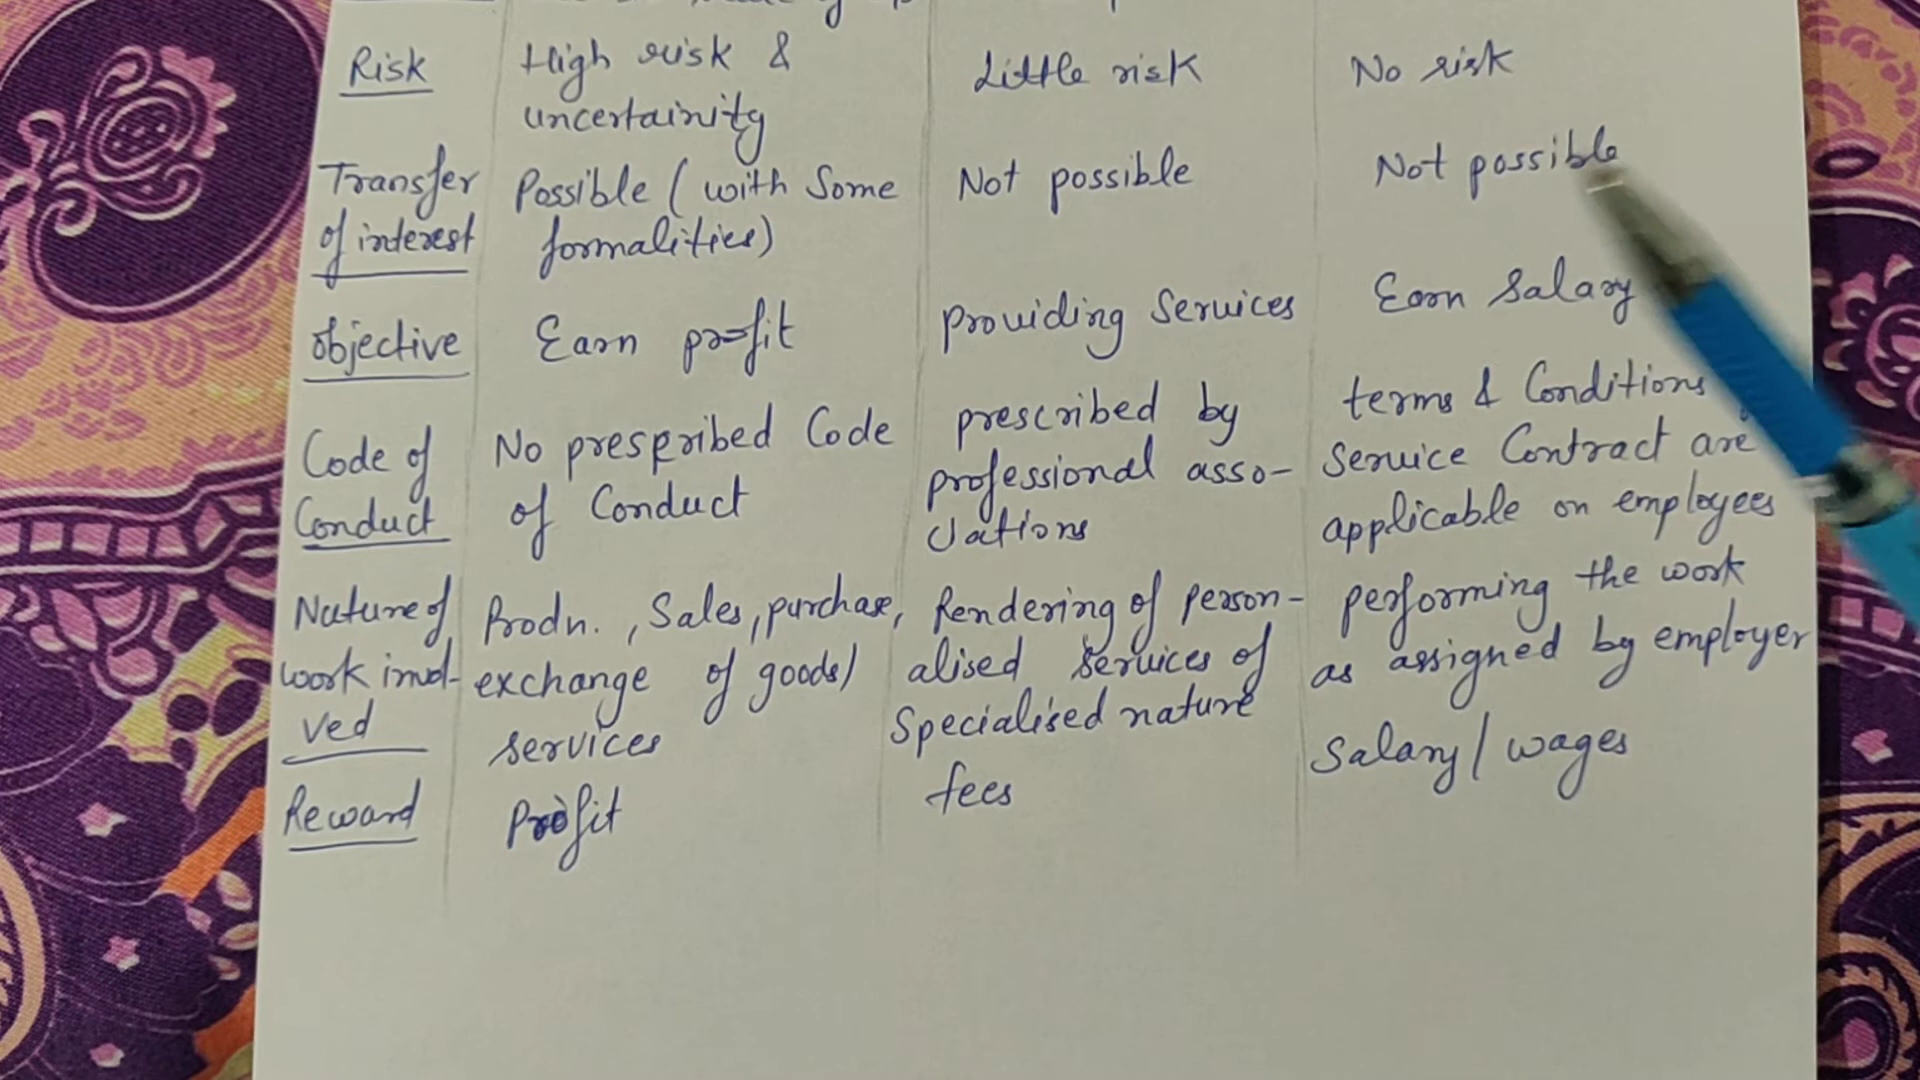 Risk
High risk &
uncertainity
Little risk
No risk
Transfer
of interest
Possible (with Some
formalities)
Not possible
Not possible
Objective
Earn profit
Providing Services
Earn Salary
Code of
Conduct
No prescribed Code
of Conduct
prescribed by
professional asso-
ciations
terms & Conditions
Service Contract are
applicable on employees
Nature of
work invol-
ved
Prodn., Sales, purchase,
exchange of goods/
services
Rendering of person-
alised services of
Specialised nature
performing the work
as assigned by employer
Reward
Profit
fees
Salary/wages